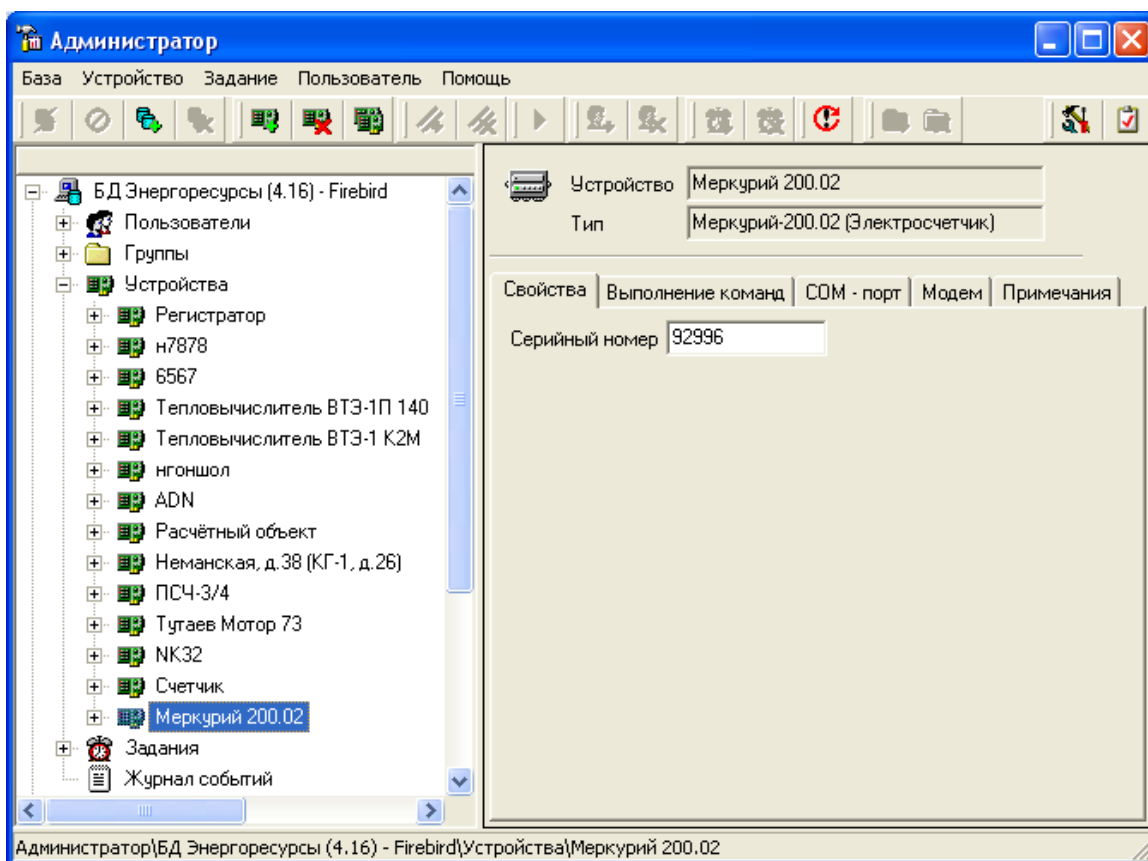 Администратор
База Устройство Задание Пользователь Помощь
БД Энергоресурсы (4.16) - Firebird
Пользователи
Группы
Устройства
Регистратор
н7878
6567
Тепловычислитель ВТЭ-1П 140
Тепловычислитель ВТЭ-1 К2М
нгоншол
ADN
Расчётный объект
Неманская, д.38 (КГ-1, д.26)
ПСЧ-3/4
Тутаев Мотор 73
NK32
Счетчик
Меркурий 200.02
Задания
Журнал событий
Устройство Меркурий 200.02
Тип Меркурий-200.02 (Электросчетчик)
Свойства Выполнение команд COM - порт Модем Примечания
Серийный номер 92996
Администратор\БД Энергоресурсы (4.16) - Firebird\Устройства\Меркурий 200.02